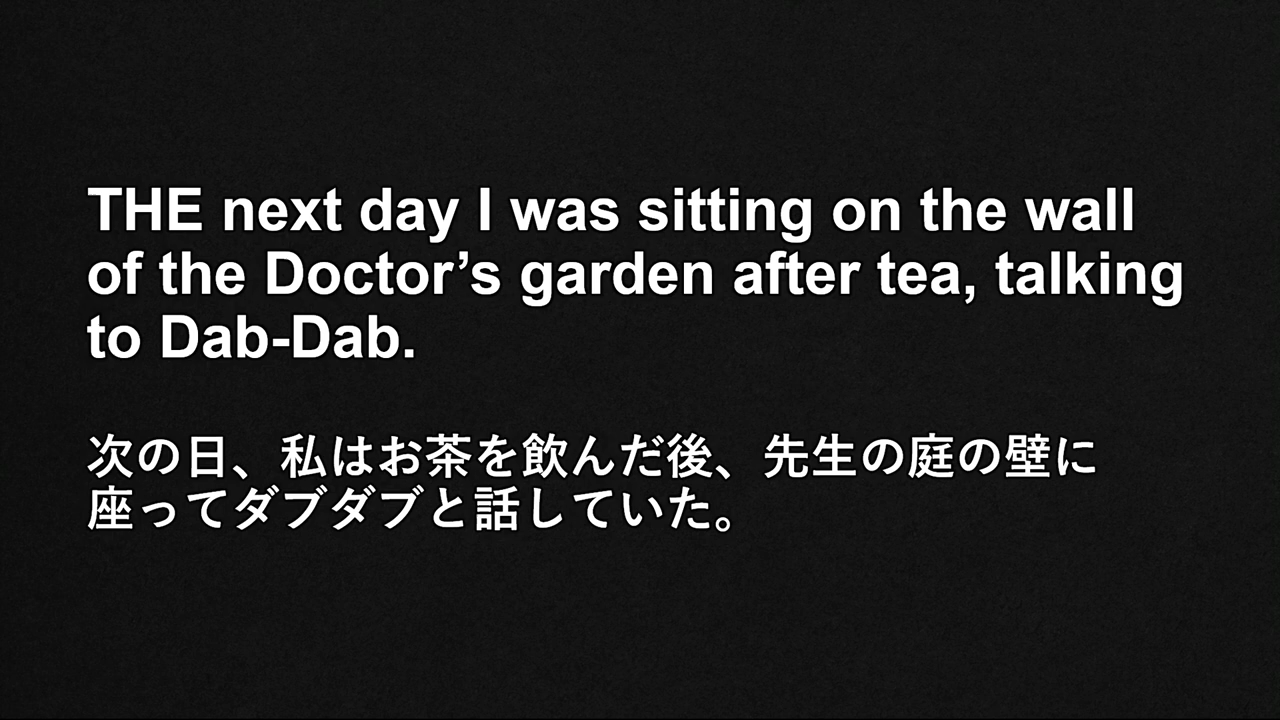 THE next day I was sitting on the wall
of the Doctor’s garden after tea, talking
to Dab-Dab.
次の日、私はお茶を飲んだ後、先生の庭の壁に
座ってダブダブと話していた。